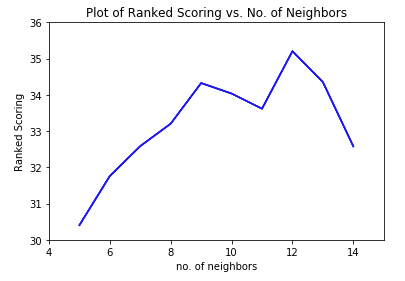 Plot of Ranked Scoring vs. No. of Neighbors
36
35
34
33
32
31
30
Ranked Scoring
4 6 8 10 12 14
no. of neighbors